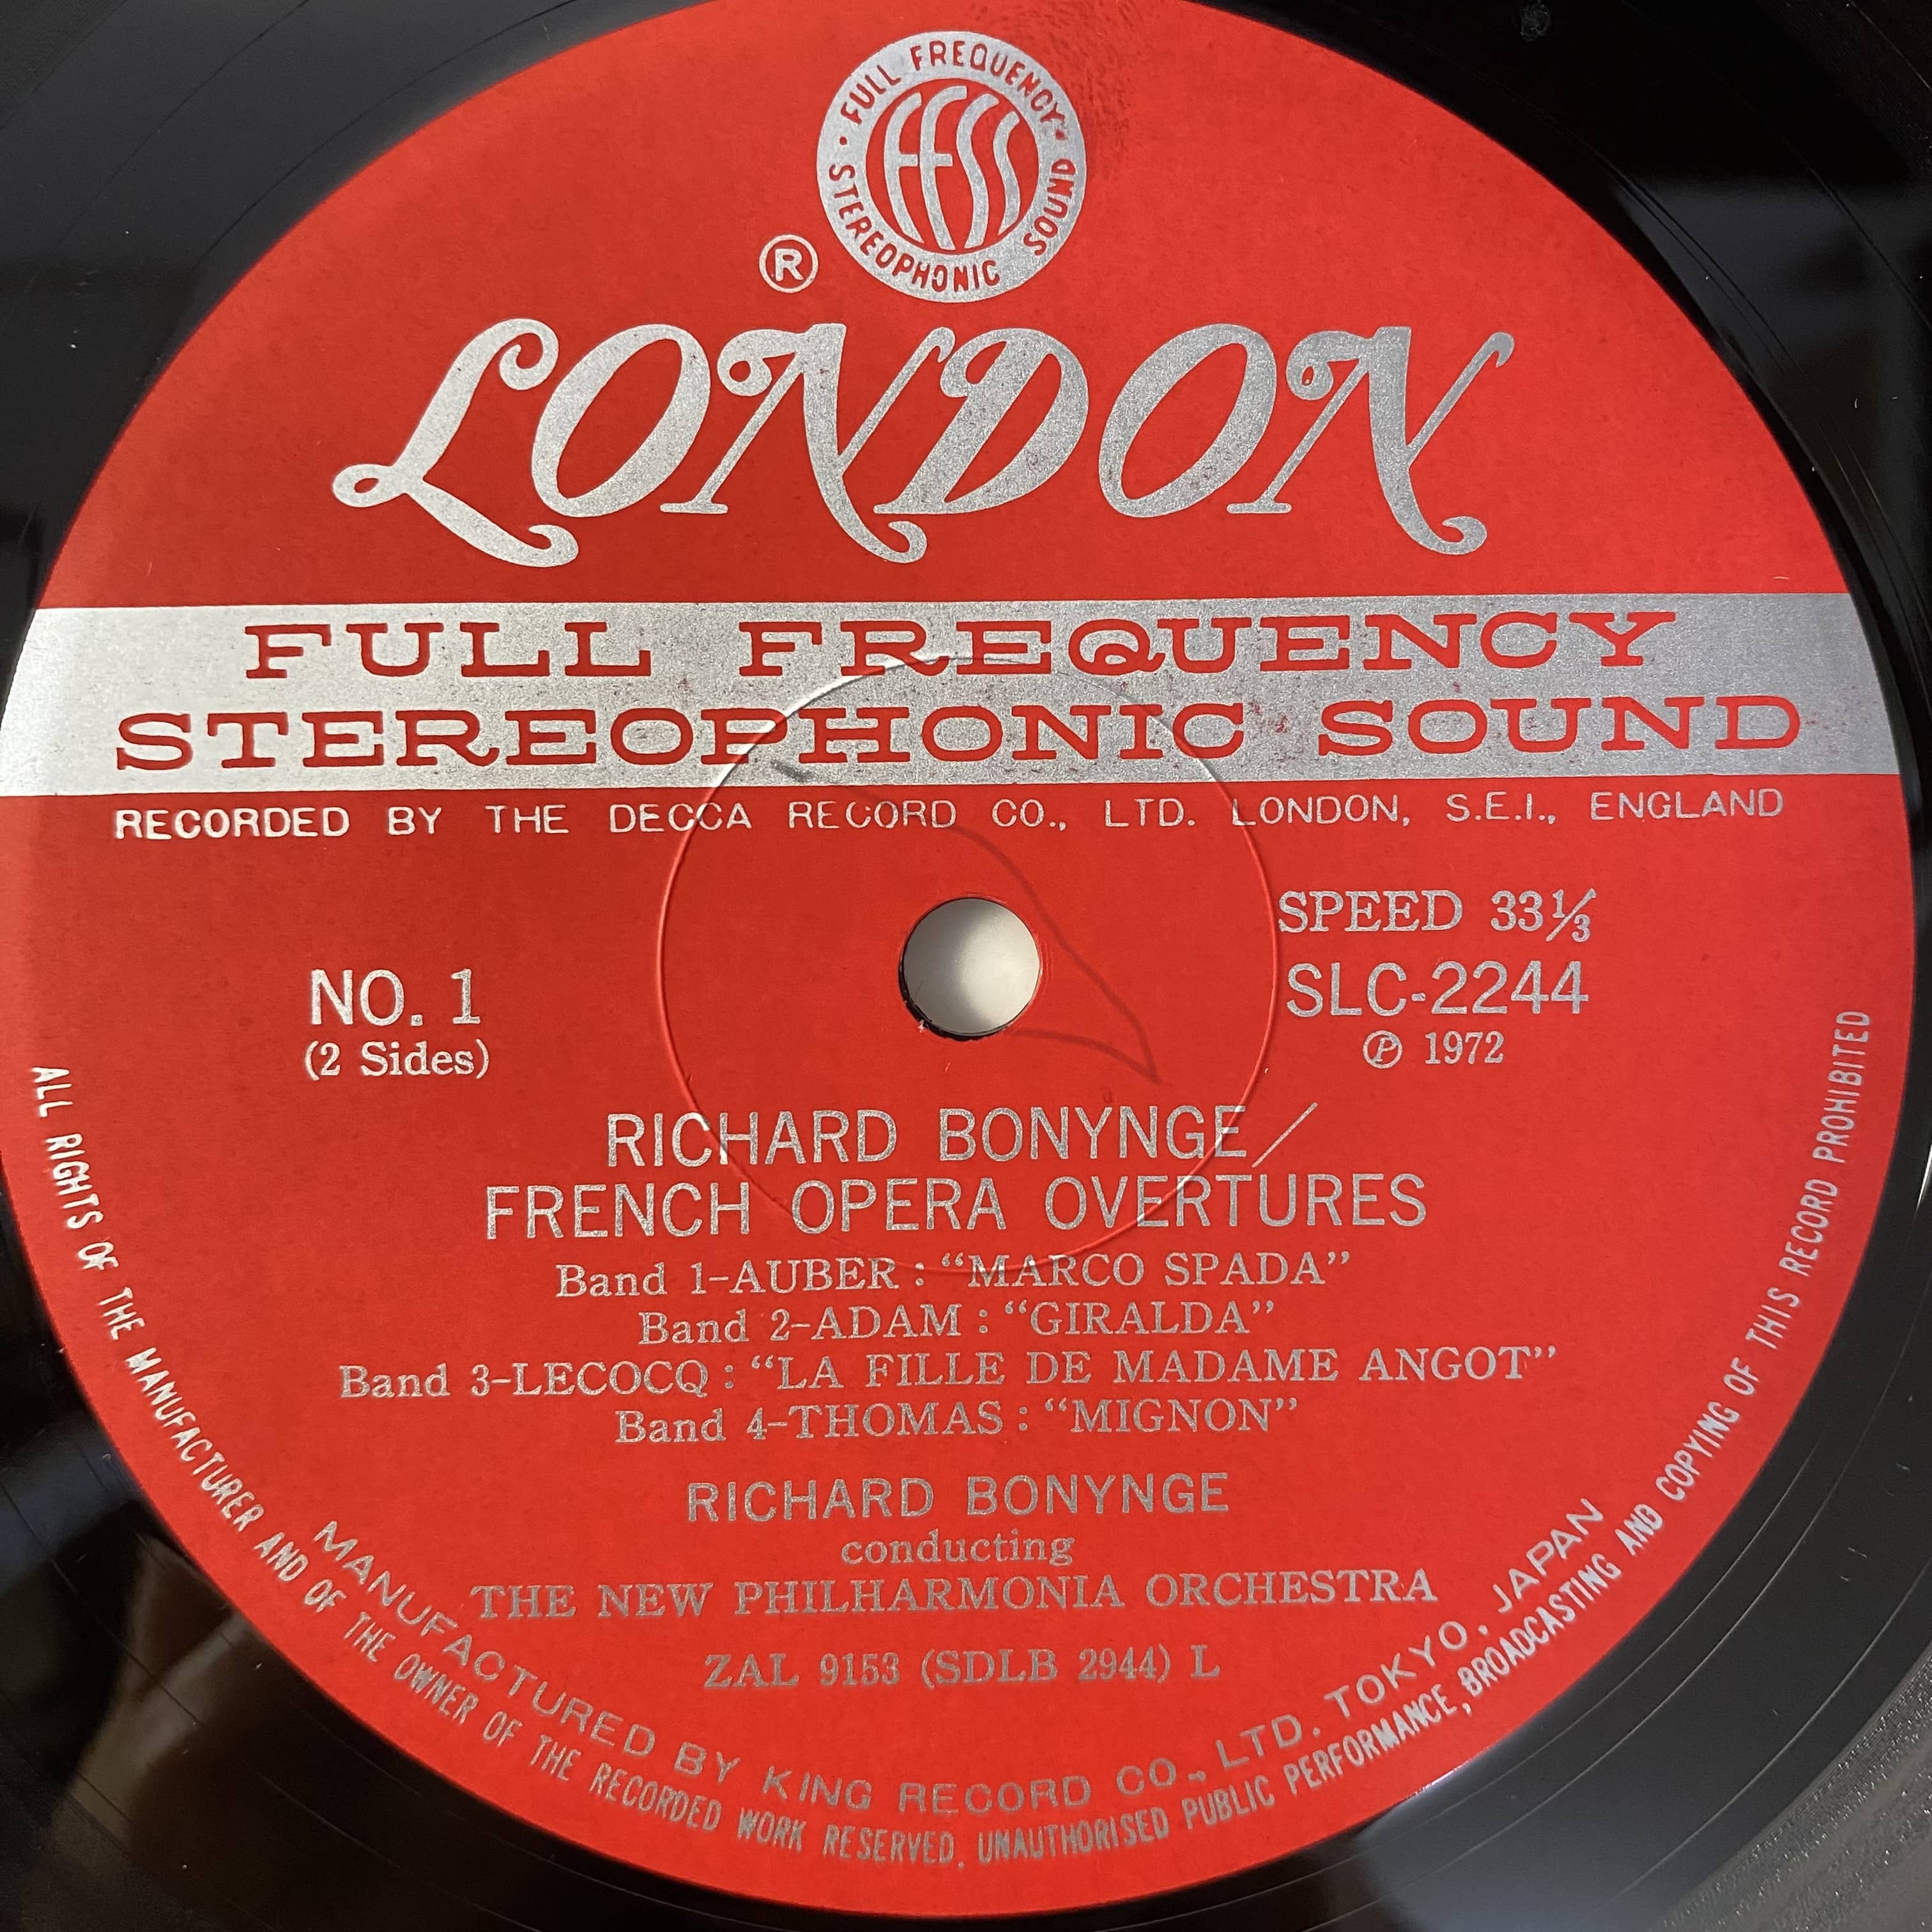 FULL FREQUENCY
STEREOPHONIC SOUND
FFSS
®
LONDON
FULL FREQUENCY
STEREOPHONIC SOUND
RECORDED BY THE DECCA RECORD CO., LTD. LONDON, S.E.I., ENGLAND
SPEED 33⅓
NO. 1
SLC-2244
(2 Sides)
℗ 1972
RICHARD BONYNGE /
FRENCH OPERA OVERTURES
Band 1-AUBER : “MARCO SPADA”
Band 2-ADAM : “GIRALDA”
Band 3-LECOCQ : “LA FILLE DE MADAME ANGOT”
Band 4-THOMAS : “MIGNON”
RICHARD BONYNGE
conducting
THE NEW PHILHARMONIA ORCHESTRA
ZAL 9153 (SDLB 2944) L
MANUFACTURED BY KING RECORD CO., LTD. TOKYO, JAPAN
ALL RIGHTS OF THE MANUFACTURER AND OF THE OWNER OF THE RECORDED WORK RESERVED. UNAUTHORISED PUBLIC PERFORMANCE, BROADCASTING AND COPYING OF THIS RECORD PROHIBITED